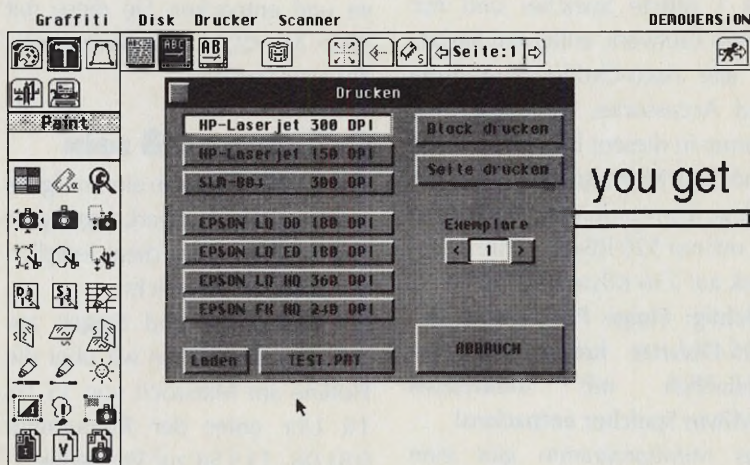 Graffiti Disk Drucker Scanner DEMOVERSiON
Seite:1
Paint
Drucken
HP-Laserjet 300 DPI
HP-Laserjet 150 DPI
SLM-804 300 DPI
EPSON LQ DD 180 DPI
EPSON LQ ED 180 DPI
EPSON LQ HQ 360 DPI
EPSON FX HQ 240 DPI
Laden TEST.PRT
Block drucken
Seite drucken
Exemplare
< 1 >
ABBRUCH
you get